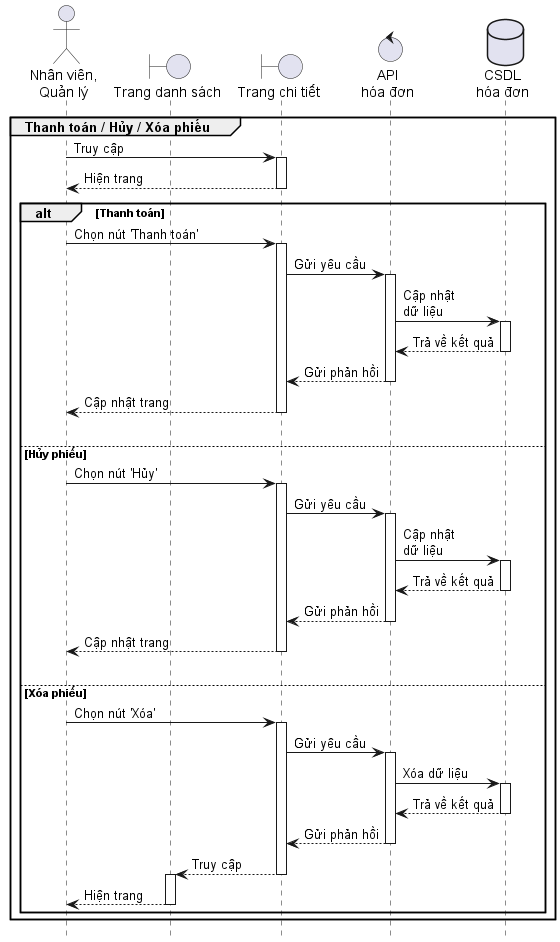 Nhân viên,
Quản lý
Trang danh sách
Trang chi tiết
API
hóa đơn
CSDL
hóa đơn
Thanh toán / Hủy / Xóa phiếu
Truy cập
Hiện trang
alt [Thanh toán]
Chọn nút 'Thanh toán'
Gửi yêu cầu
Cập nhật
dữ liệu
Trả về kết quả
Gửi phản hồi
Cập nhật trang
[Hủy phiếu]
Chọn nút 'Hủy'
Gửi yêu cầu
Cập nhật
dữ liệu
Trả về kết quả
Gửi phản hồi
Cập nhật trang
[Xóa phiếu]
Chọn nút 'Xóa'
Gửi yêu cầu
Xóa dữ liệu
Trả về kết quả
Gửi phản hồi
Truy cập
Hiện trang